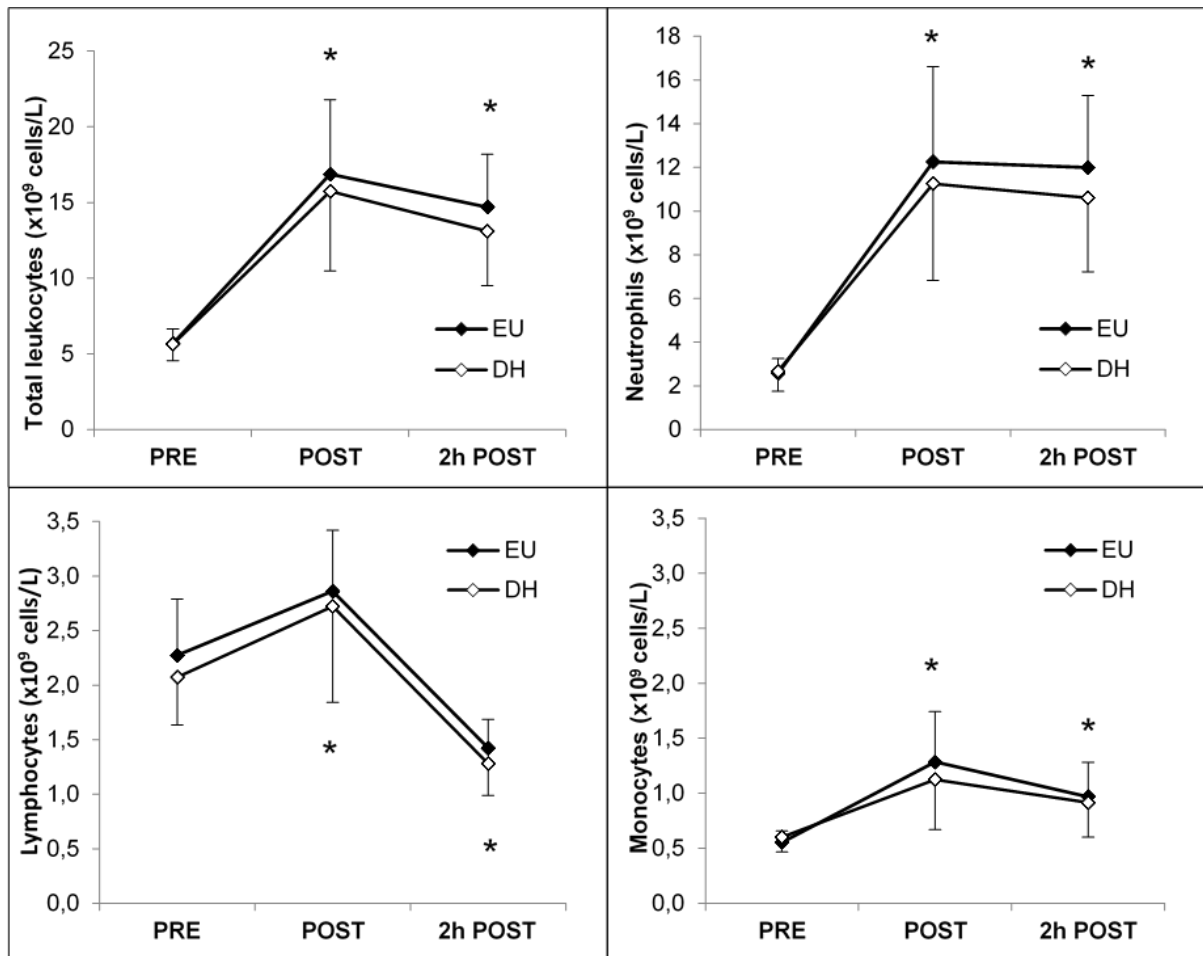 Total leukocytes (x10⁹ cells/L)
25
20
15
10
5
0
*
*
EU
DH
PRE POST 2h POST
Neutrophils (x10⁹ cells/L)
18
16
14
12
10
8
6
4
2
0
*
*
EU
DH
PRE POST 2h POST
Lymphocytes (x10⁹ cells/L)
3,5
3,0
2,5
2,0
1,5
1,0
0,5
0,0
EU
DH
*
*
PRE POST 2h POST
Monocytes (x10⁹ cells/L)
3,5
3,0
2,5
2,0
1,5
1,0
0,5
0,0
EU
DH
*
*
PRE POST 2h POST